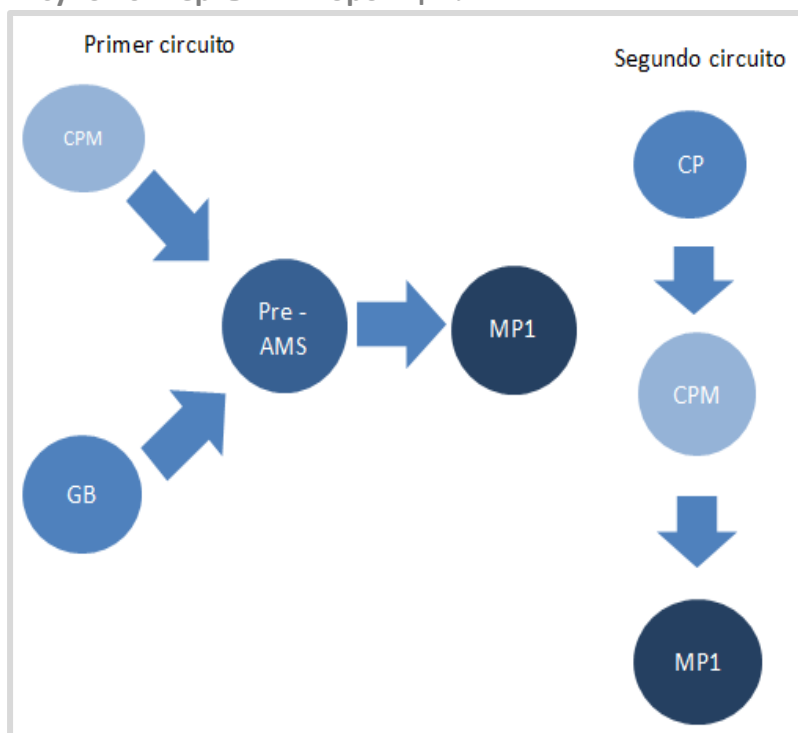 Primer circuito
Segundo circuito
CPM
CP
Pre -
AMS
MP1
CPM
GB
MP1